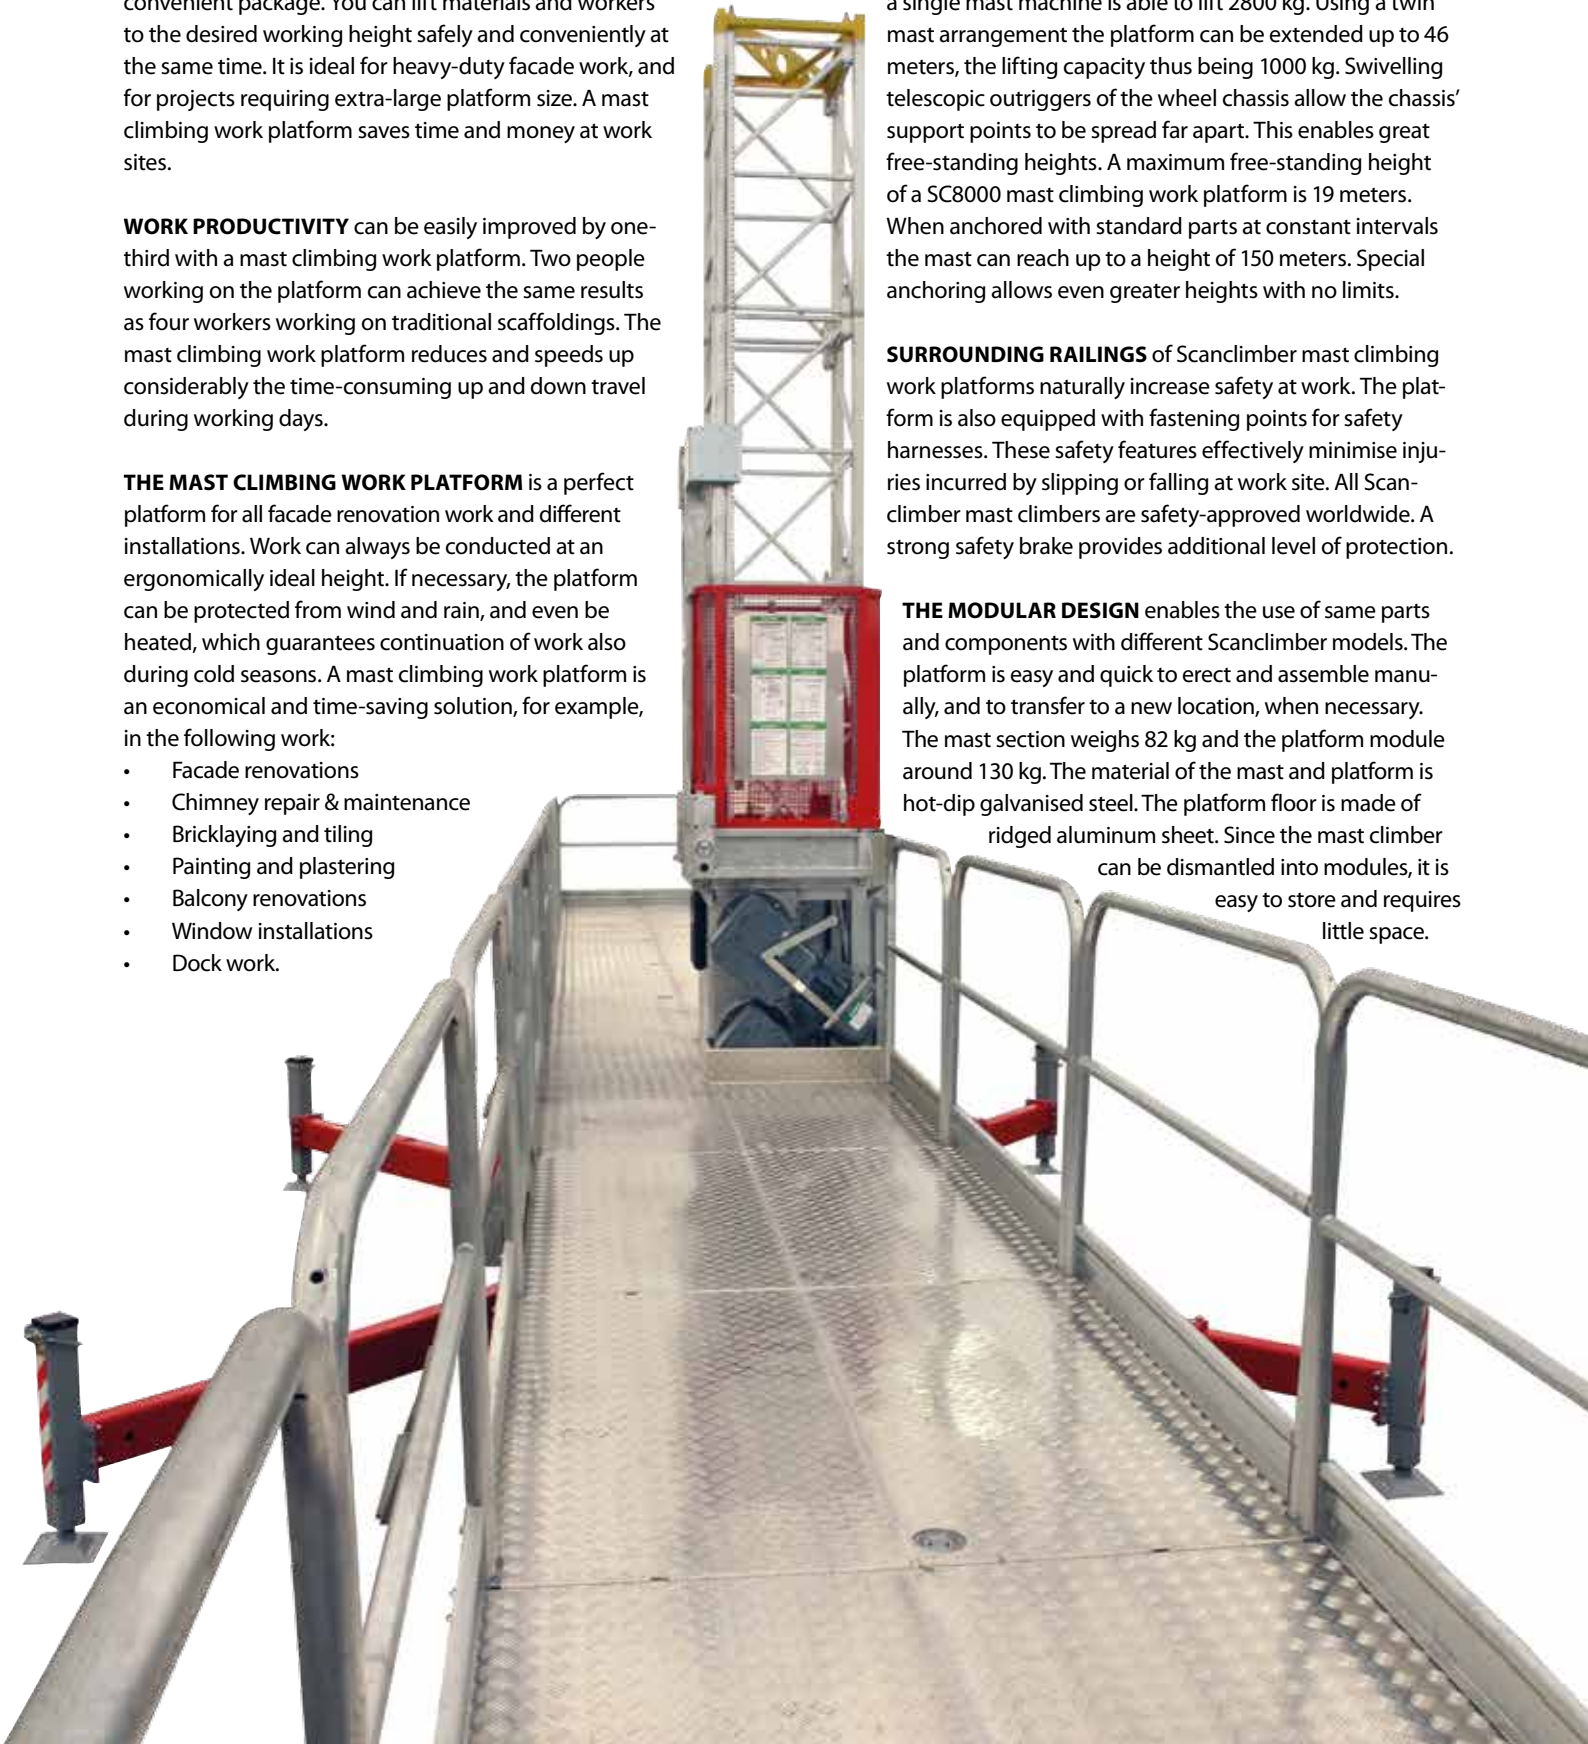 convenient package. You can lift materials and workers
to the desired working height safely and conveniently at
the same time. It is ideal for heavy-duty facade work, and
for projects requiring extra-large platform size. A mast
climbing work platform saves time and money at work
sites.
WORK PRODUCTIVITY can be easily improved by one-
third with a mast climbing work platform. Two people
working on the platform can achieve the same results
as four workers working on traditional scaffoldings. The
mast climbing work platform reduces and speeds up
considerably the time-consuming up and down travel
during working days.
THE MAST CLIMBING WORK PLATFORM is a perfect
platform for all facade renovation work and different
installations. Work can always be conducted at an
ergonomically ideal height. If necessary, the platform
can be protected from wind and rain, and even be
heated, which guarantees continuation of work also
during cold seasons. A mast climbing work platform is
an economical and time-saving solution, for example,
in the following work:
• Facade renovations
• Chimney repair & maintenance
• Bricklaying and tiling
• Painting and plastering
• Balcony renovations
• Window installations
• Dock work.
a single mast machine is able to lift 2800 kg. Using a twin
mast arrangement the platform can be extended up to 46
meters, the lifting capacity thus being 1000 kg. Swivelling
telescopic outriggers of the wheel chassis allow the chassis’
support points to be spread far apart. This enables great
free-standing heights. A maximum free-standing height
of a SC8000 mast climbing work platform is 19 meters.
When anchored with standard parts at constant intervals
the mast can reach up to a height of 150 meters. Special
anchoring allows even greater heights with no limits.
SURROUNDING RAILINGS of Scanclimber mast climbing
work platforms naturally increase safety at work. The plat-
form is also equipped with fastening points for safety
harnesses. These safety features effectively minimise inju-
ries incurred by slipping or falling at work site. All Scan-
climber mast climbers are safety-approved worldwide. A
strong safety brake provides additional level of protection.
THE MODULAR DESIGN enables the use of same parts
and components with different Scanclimber models. The
platform is easy and quick to erect and assemble manu-
ally, and to transfer to a new location, when necessary.
The mast section weighs 82 kg and the platform module
around 130 kg. The material of the mast and platform is
hot-dip galvanised steel. The platform floor is made of
ridged aluminum sheet. Since the mast climber
can be dismantled into modules, it is
easy to store and requires
little space.